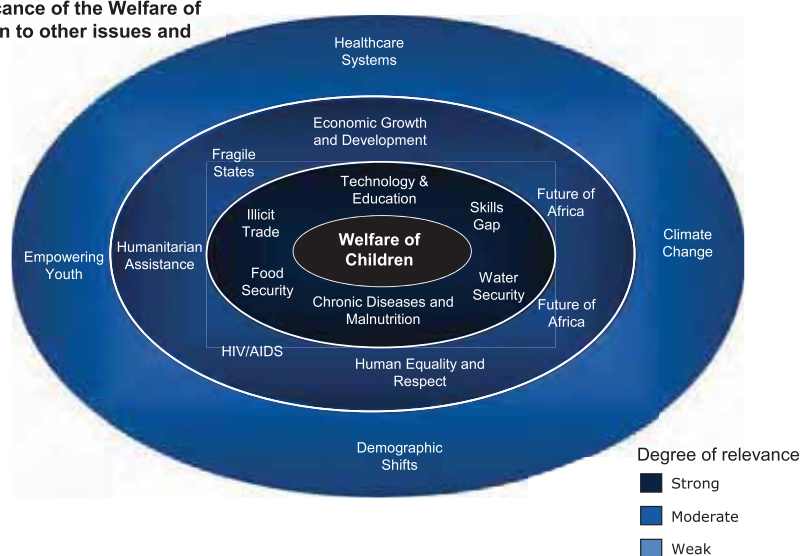 cance of the Welfare of
n to other issues and
Healthcare
Systems
Economic Growth
and Development
Fragile
States
Technology &
Education
Illicit
Trade
Skills
Gap
Future of
Africa
Welfare of
Children
Empowering
Youth
Humanitarian
Assistance
Climate
Change
Food
Security
Water
Security
Chronic Diseases and
Malnutrition
Future of
Africa
HIV/AIDS
Human Equality and
Respect
Demographic
Shifts
Degree of relevance
Strong
Moderate
Weak